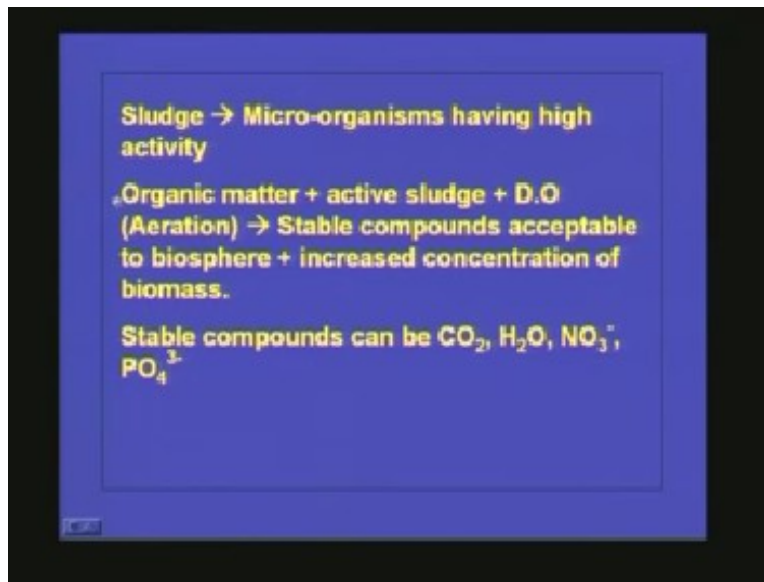 Sludge → Micro-organisms having high
activity
Organic matter + active sludge + D.O
(Aeration) → Stable compounds acceptable
to biosphere + increased concentration of
biomass.
Stable compounds can be CO₂, H₂O, NO₃⁻,
PO₄³⁻